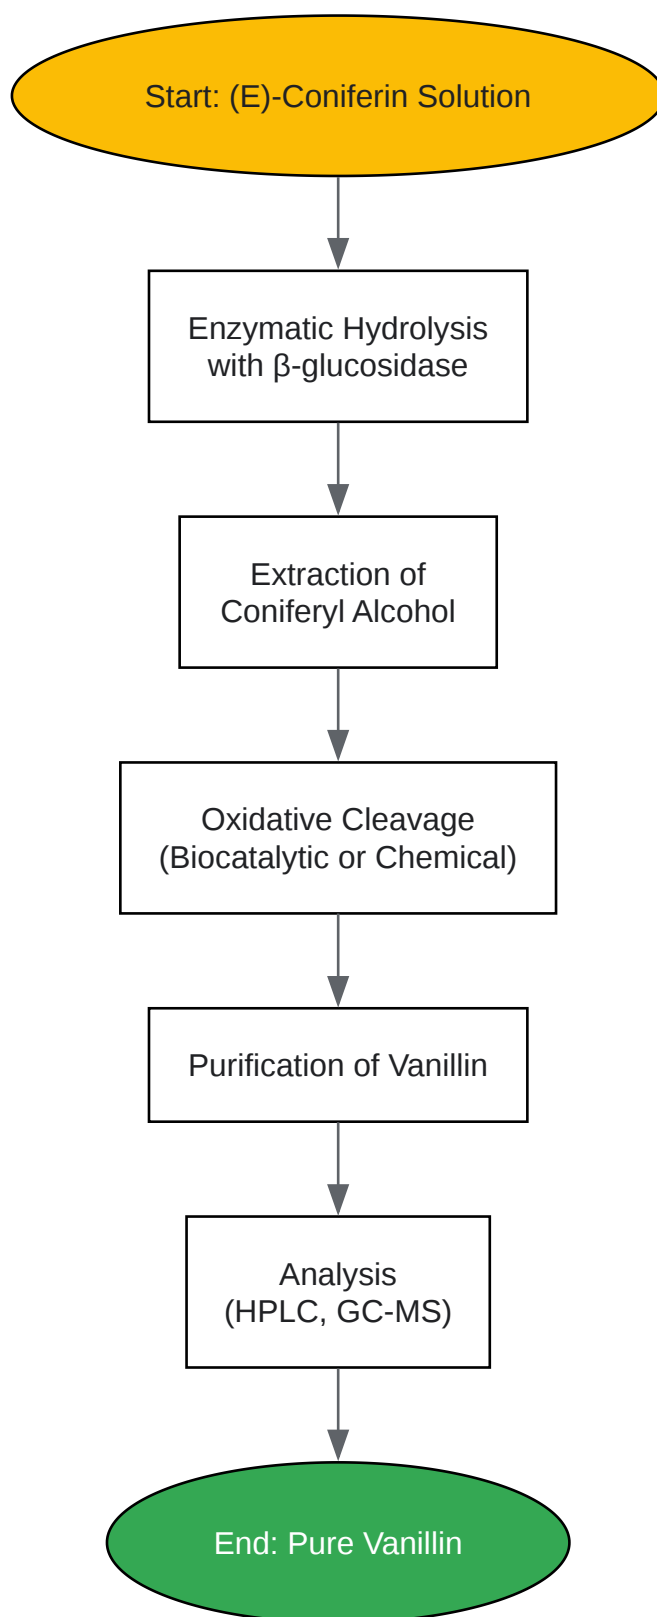 Start: (E)-Coniferin Solution
Enzymatic Hydrolysis
with β-glucosidase
Extraction of
Coniferyl Alcohol
Oxidative Cleavage
(Biocatalytic or Chemical)
Purification of Vanillin
Analysis
(HPLC, GC-MS)
End: Pure Vanillin